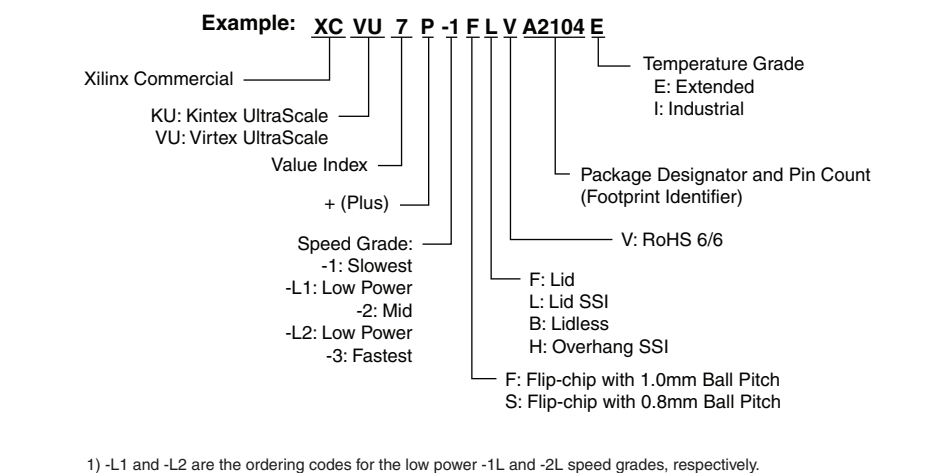 Example: XC VU 7 P -1 F L V A2104 E
Xilinx Commercial
KU: Kintex UltraScale
VU: Virtex UltraScale
Value Index
+ (Plus)
Speed Grade:
-1: Slowest
-L1: Low Power
-2: Mid
-L2: Low Power
-3: Fastest
Temperature Grade
E: Extended
I: Industrial
Package Designator and Pin Count
(Footprint Identifier)
V: RoHS 6/6
F: Lid
L: Lid SSI
B: Lidless
H: Overhang SSI
F: Flip-chip with 1.0mm Ball Pitch
S: Flip-chip with 0.8mm Ball Pitch
1) -L1 and -L2 are the ordering codes for the low power -1L and -2L speed grades, respectively.